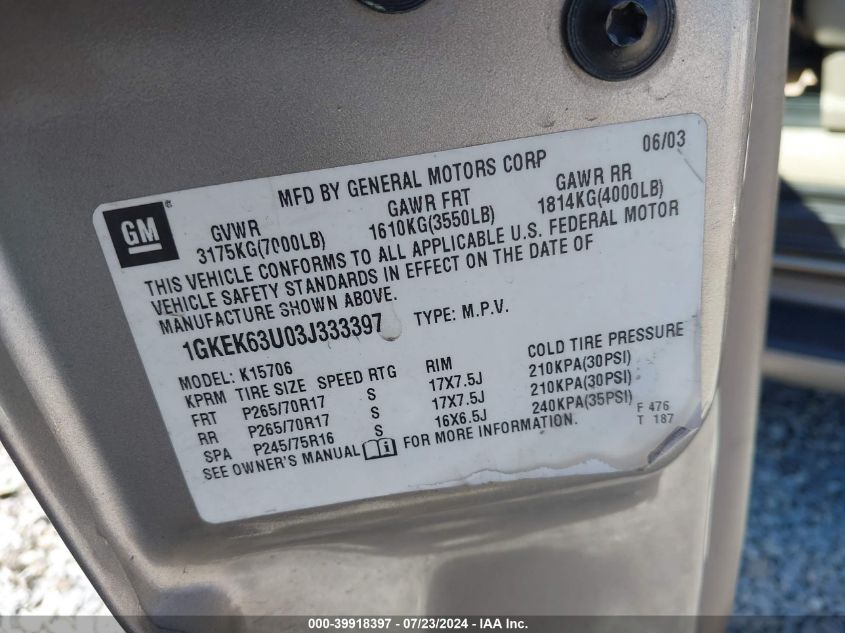 06/03
MFD BY GENERAL MOTORS CORP
GM®
GVWR GAWR FRT GAWR RR
3175KG(7000LB) 1610KG(3550LB) 1814KG(4000LB)
THIS VEHICLE CONFORMS TO ALL APPLICABLE U.S. FEDERAL MOTOR
VEHICLE SAFETY STANDARDS IN EFFECT ON THE DATE OF
MANUFACTURE SHOWN ABOVE.
1GKEK63U03J333397 TYPE: M.P.V.
MODEL: K15706
KPRM TIRE SIZE SPEED RTG RIM COLD TIRE PRESSURE
FRT P265/70R17 S 17X7.5J 210KPA(30PSI)
RR P265/70R17 S 17X7.5J 210KPA(30PSI)
SPA P245/75R16 S 16X6.5J 240KPA(35PSI)
SEE OWNER'S MANUAL FOR MORE INFORMATION.
F 476
T 187
000-39918397 / 07/23/2024 - IAA Inc.